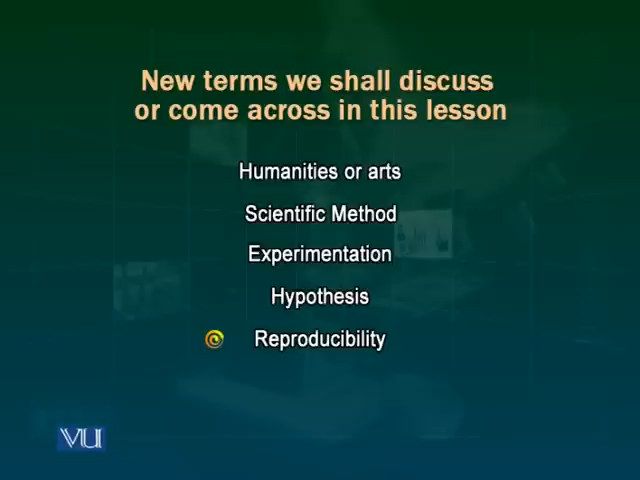 New terms we shall discuss
or come across in this lesson
Humanities or arts
Scientific Method
Experimentation
Hypothesis
Reproducibility
VU